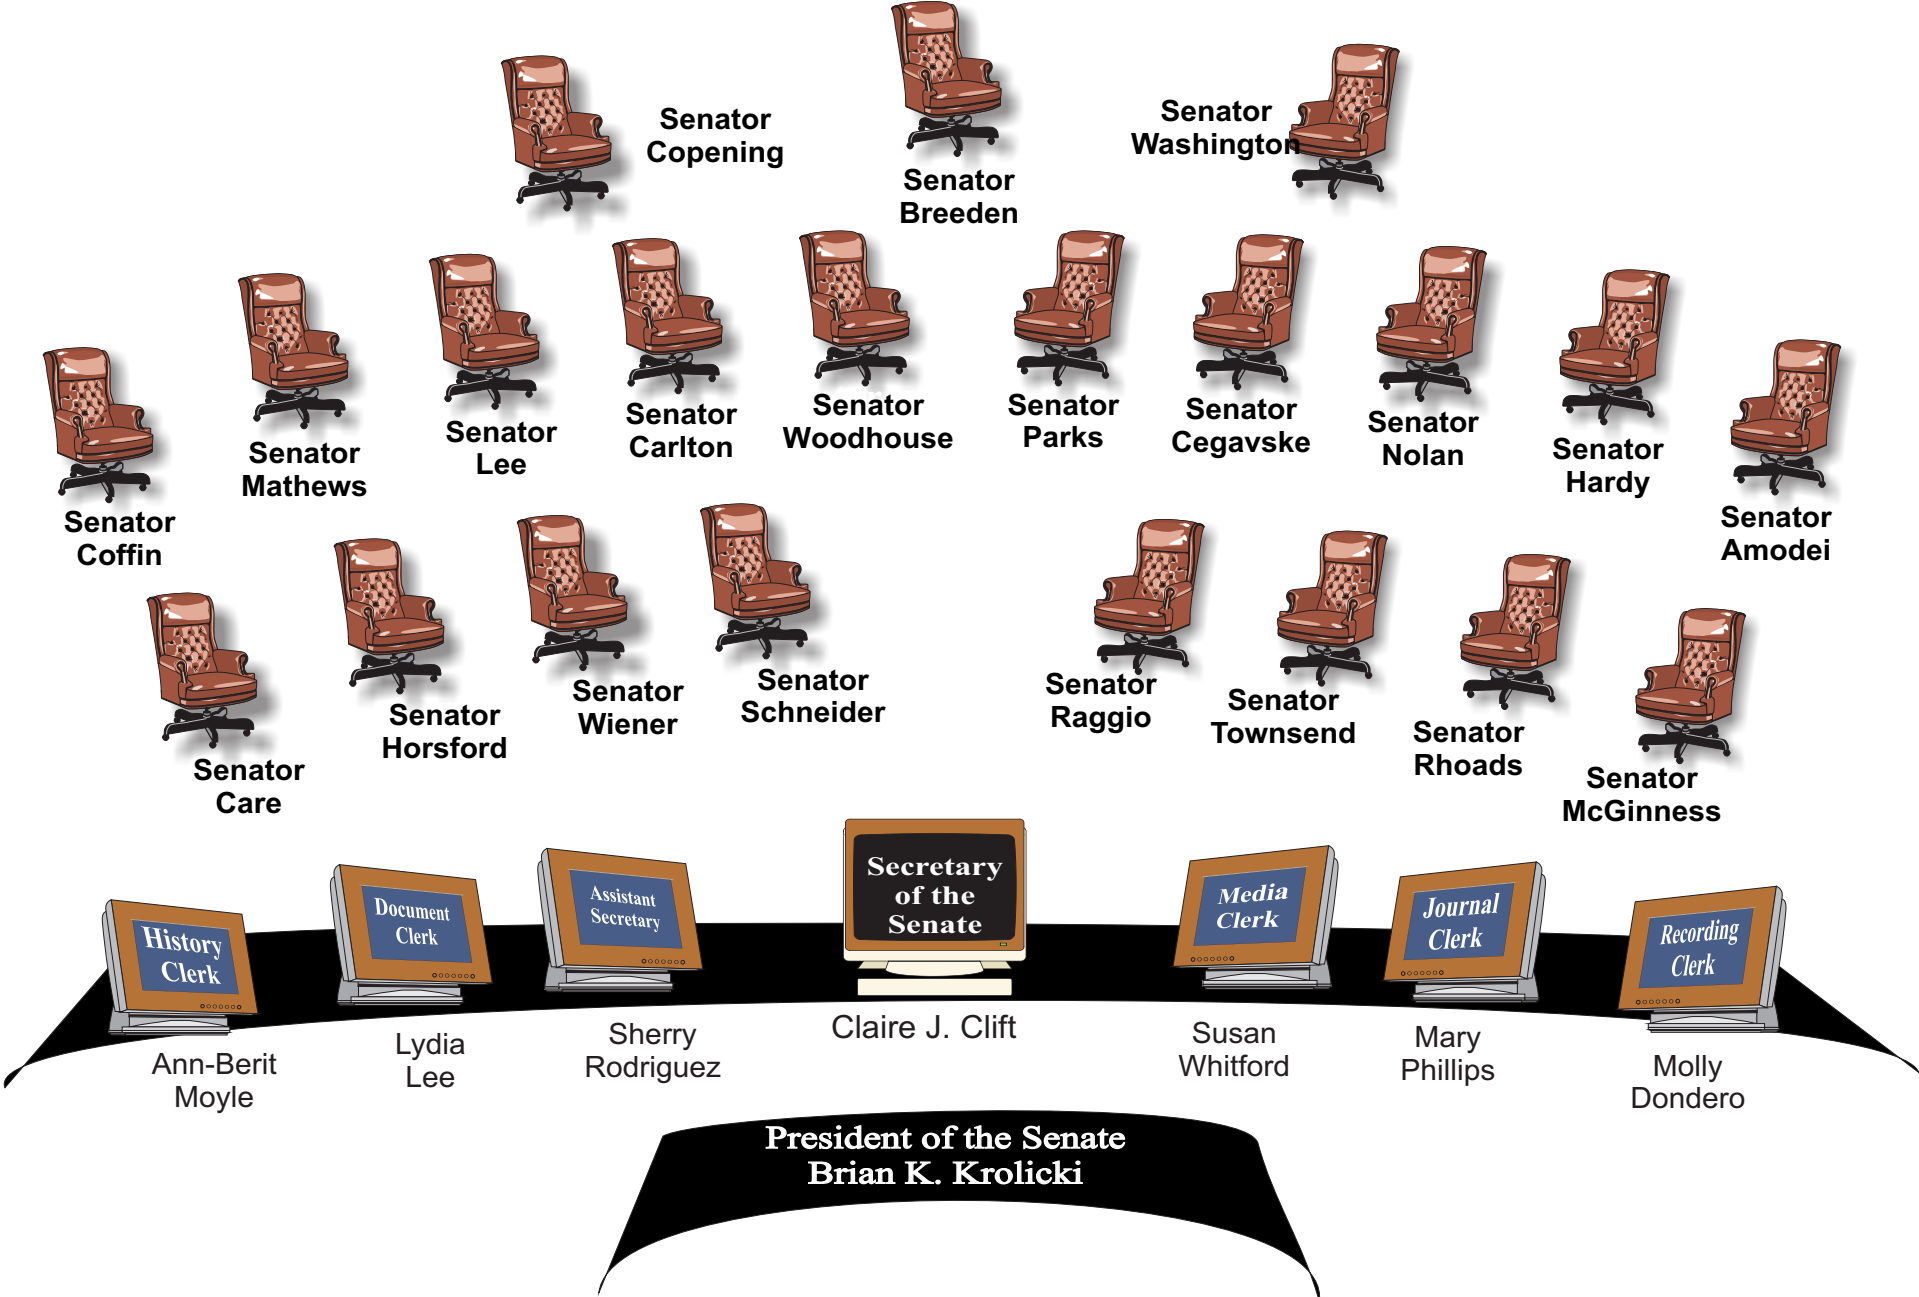 Senator
Copening
Senator
Breeden
Senator
Washington
Senator
Coffin
Senator
Mathews
Senator
Lee
Senator
Carlton
Senator
Woodhouse
Senator
Parks
Senator
Cegavske
Senator
Nolan
Senator
Hardy
Senator
Amodei
Senator
Care
Senator
Horsford
Senator
Wiener
Senator
Schneider
Senator
Raggio
Senator
Townsend
Senator
Rhoads
Senator
McGinness
History
Clerk
Document
Clerk
Assistant
Secretary
Secretary
of the
Senate
Media
Clerk
Journal
Clerk
Recording
Clerk
Ann-Berit
Moyle
Lydia
Lee
Sherry
Rodriguez
Claire J. Clift
Susan
Whitford
Mary
Phillips
Molly
Dondero
President of the Senate
Brian K. Krolicki